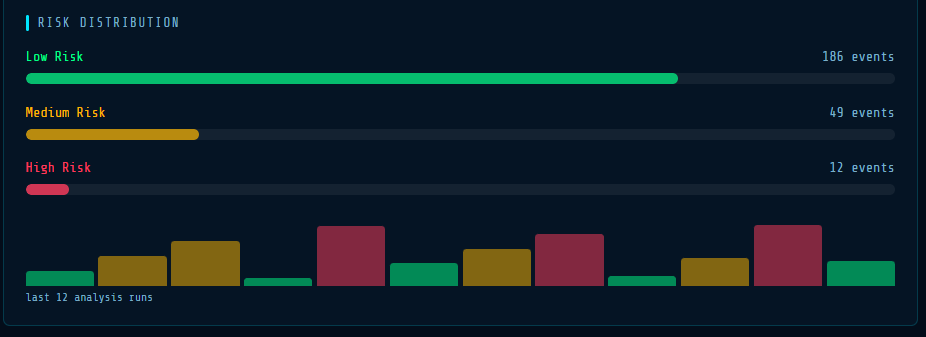 RISK DISTRIBUTION
Low Risk 186 events
Medium Risk 49 events
High Risk 12 events
last 12 analysis runs